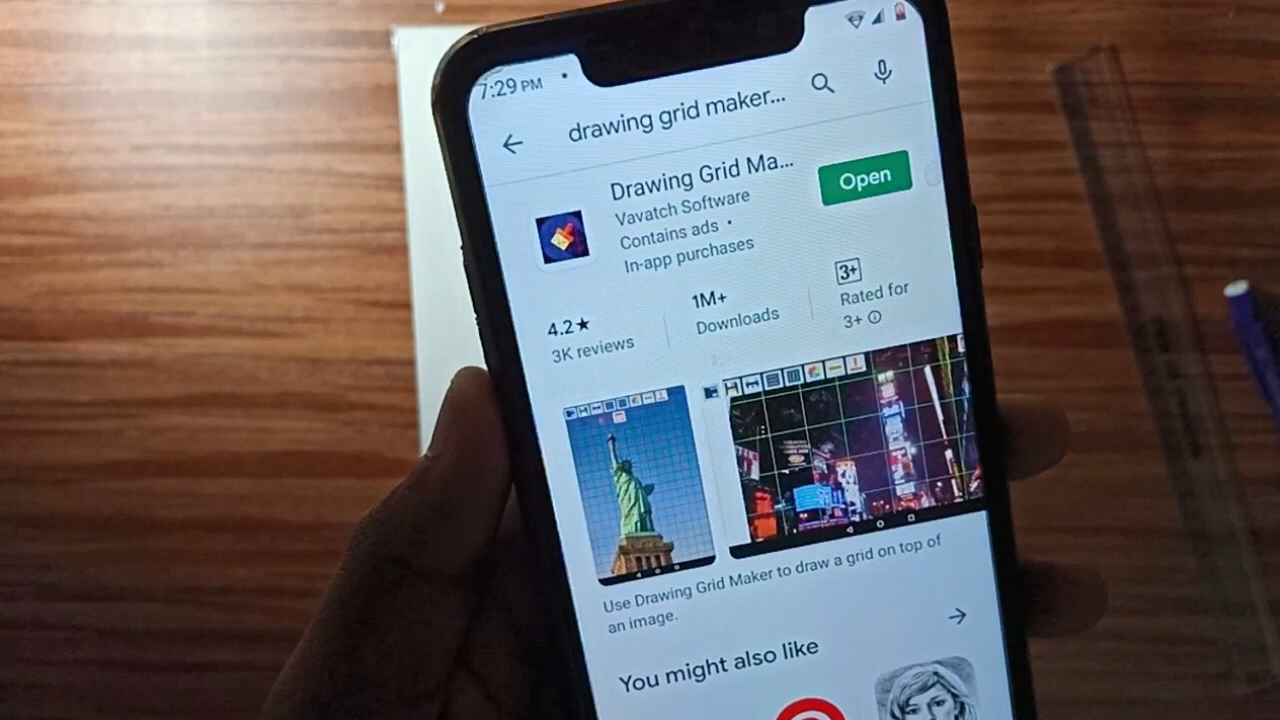 7:29 PM
drawing grid maker...
Drawing Grid Ma...
Vavatch Software
Contains ads •
In-app purchases
Open
4.2★
3K reviews
1M+
Downloads
3+
Rated for
3+
Use Drawing Grid Maker to draw a grid on top of
an image.
You might also like